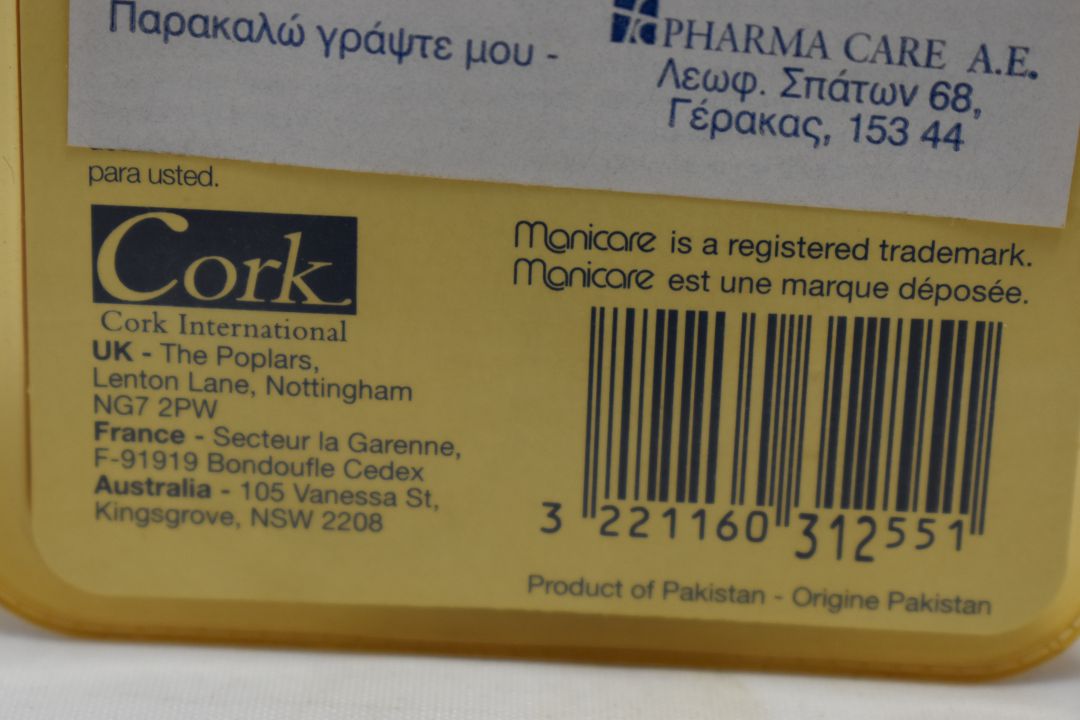 Παρακαλώ γράψτε μου -
PHARMA CARE A.E.
Λεωφ. Σπάτων 68,
Γέρακας, 153 44
para usted.
Cork
Cork International
UK - The Poplars,
Lenton Lane, Nottingham
NG7 2PW
France - Secteur la Garenne,
F-91919 Bondoufle Cedex
Australia - 105 Vanessa St,
Kingsgrove, NSW 2208
Manicare is a registered trademark.
Manicare est une marque déposée.
3 221160 312551
Product of Pakistan - Origine Pakistan